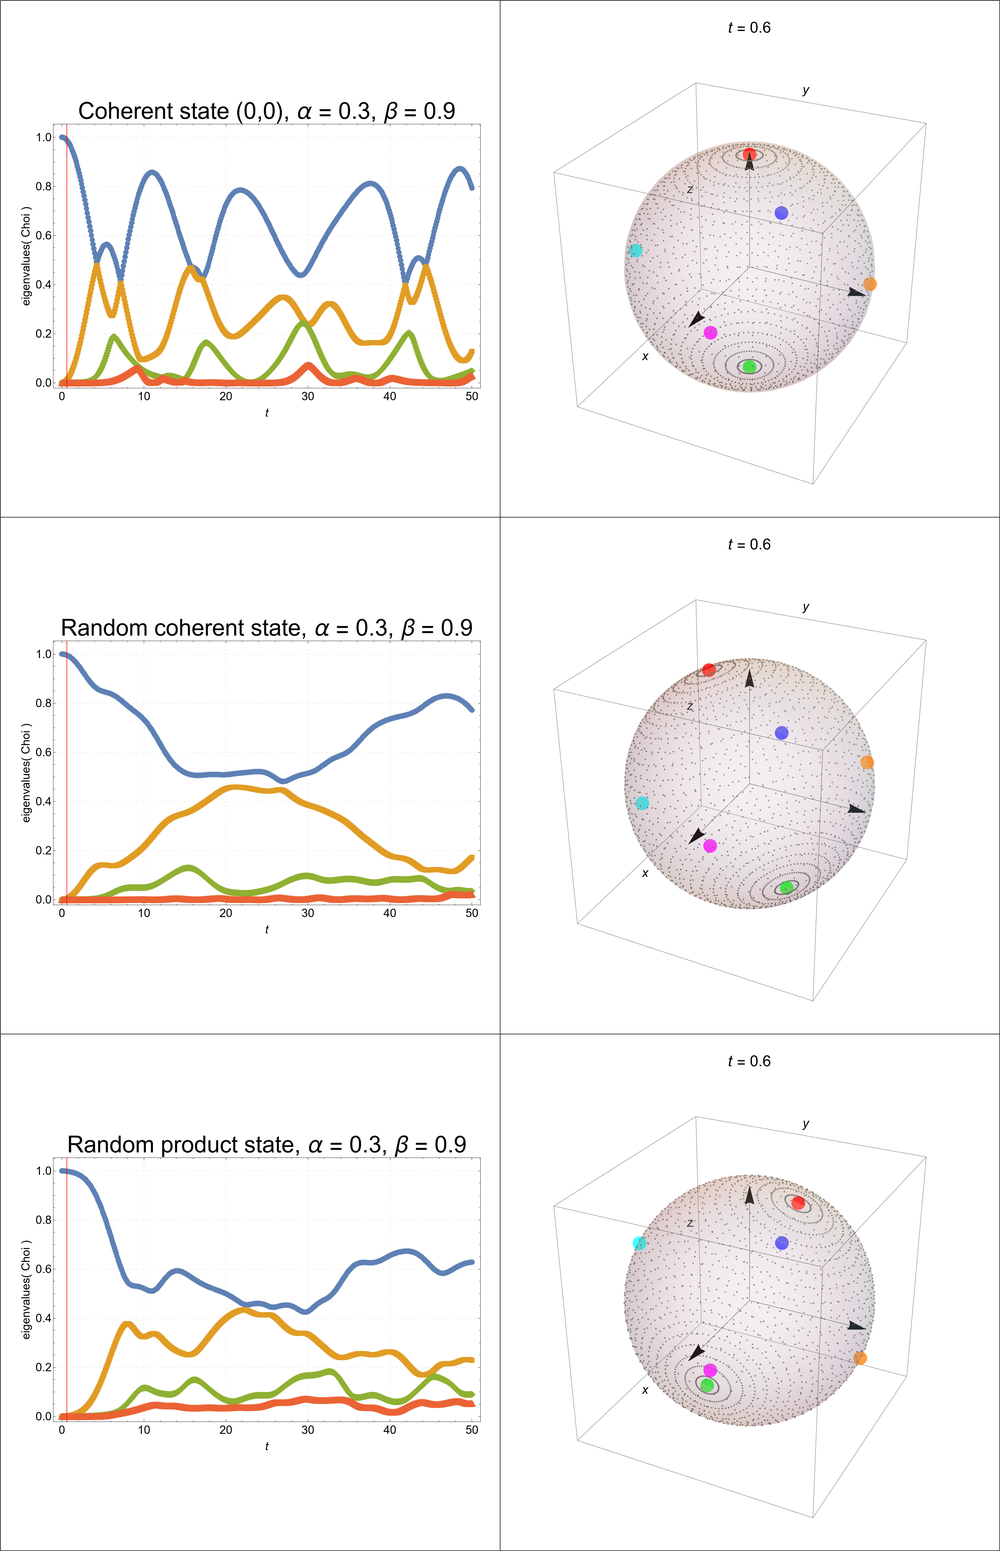 t = 0.6
Coherent state (0,0), α = 0.3, β = 0.9
eigenvalues( Choi )
1.0
0.8
0.6
0.4
0.2
0.0
0 10 20 30 40 50
t
y
z
x
t = 0.6
Random coherent state, α = 0.3, β = 0.9
eigenvalues( Choi )
1.0
0.8
0.6
0.4
0.2
0.0
0 10 20 30 40 50
t
y
z
x
t = 0.6
Random product state, α = 0.3, β = 0.9
eigenvalues( Choi )
1.0
0.8
0.6
0.4
0.2
0.0
0 10 20 30 40 50
t
y
z
x